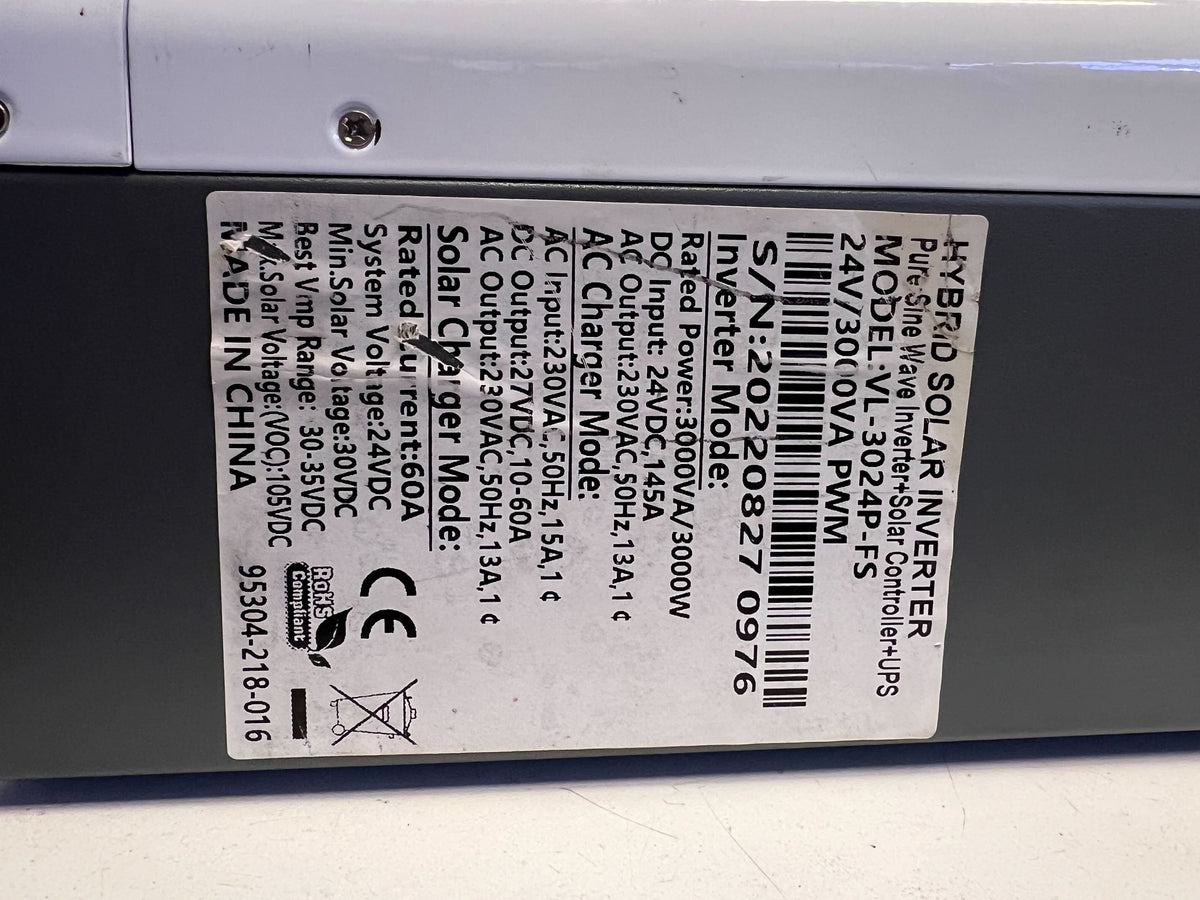 HYBRID SOLAR INVERTER
Pure Sine Wave Inverter+Solar Controller+UPS
MODEL:VL-3024P-FS
24V/3000VA PWM
S/N:20220827 0976
Inverter Mode:
Rated Power:3000VA/3000W
DC Input: 24VDC,145A
AC Output:230VAC,50Hz,13A,1 ¢
AC Charger Mode:
AC Input:230VAC,50Hz,15A,1 ¢
DC Output:27VDC,10-60A
AC Output:230VAC,50Hz,13A,1 ¢
Solar Charger Mode:
Rated Current:60A
System Voltage:24VDC
Min.Solar Voltage:30VDC
Best Vmp Range: 30-35VDC
Max.Solar Voltage:(VOC):105VDC
MADE IN CHINA
CE
RoHS
Compliant
95304-218-016